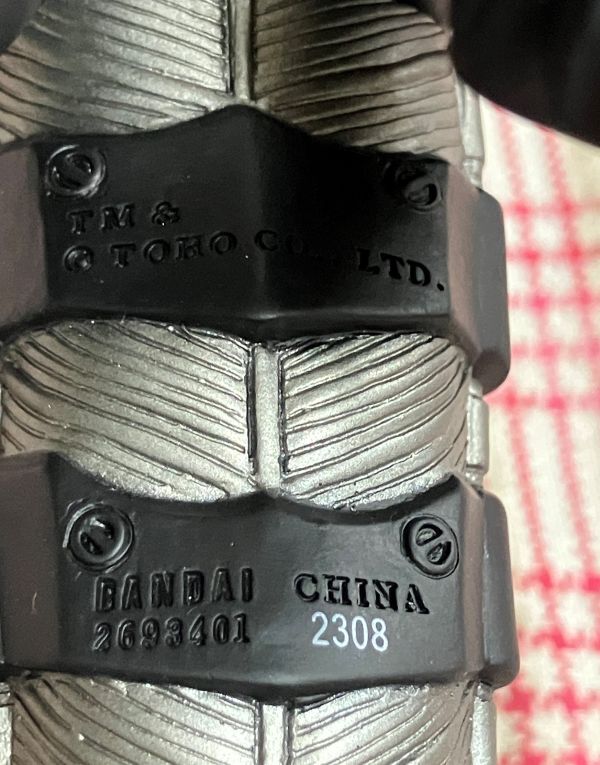 TM &
© TOHO CO., LTD.
BANDAI CHINA
2693401 2308